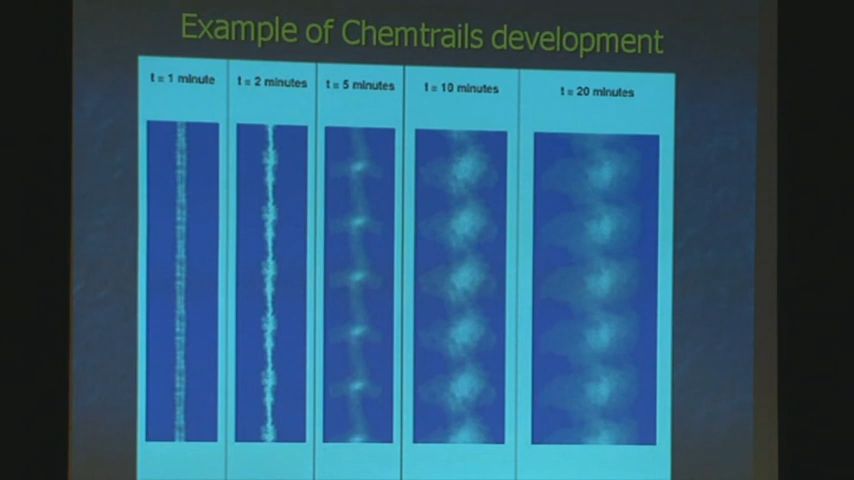 Example of Chemtrails development
t = 1 minute
t = 2 minutes
t = 5 minutes
t = 10 minutes
t = 20 minutes